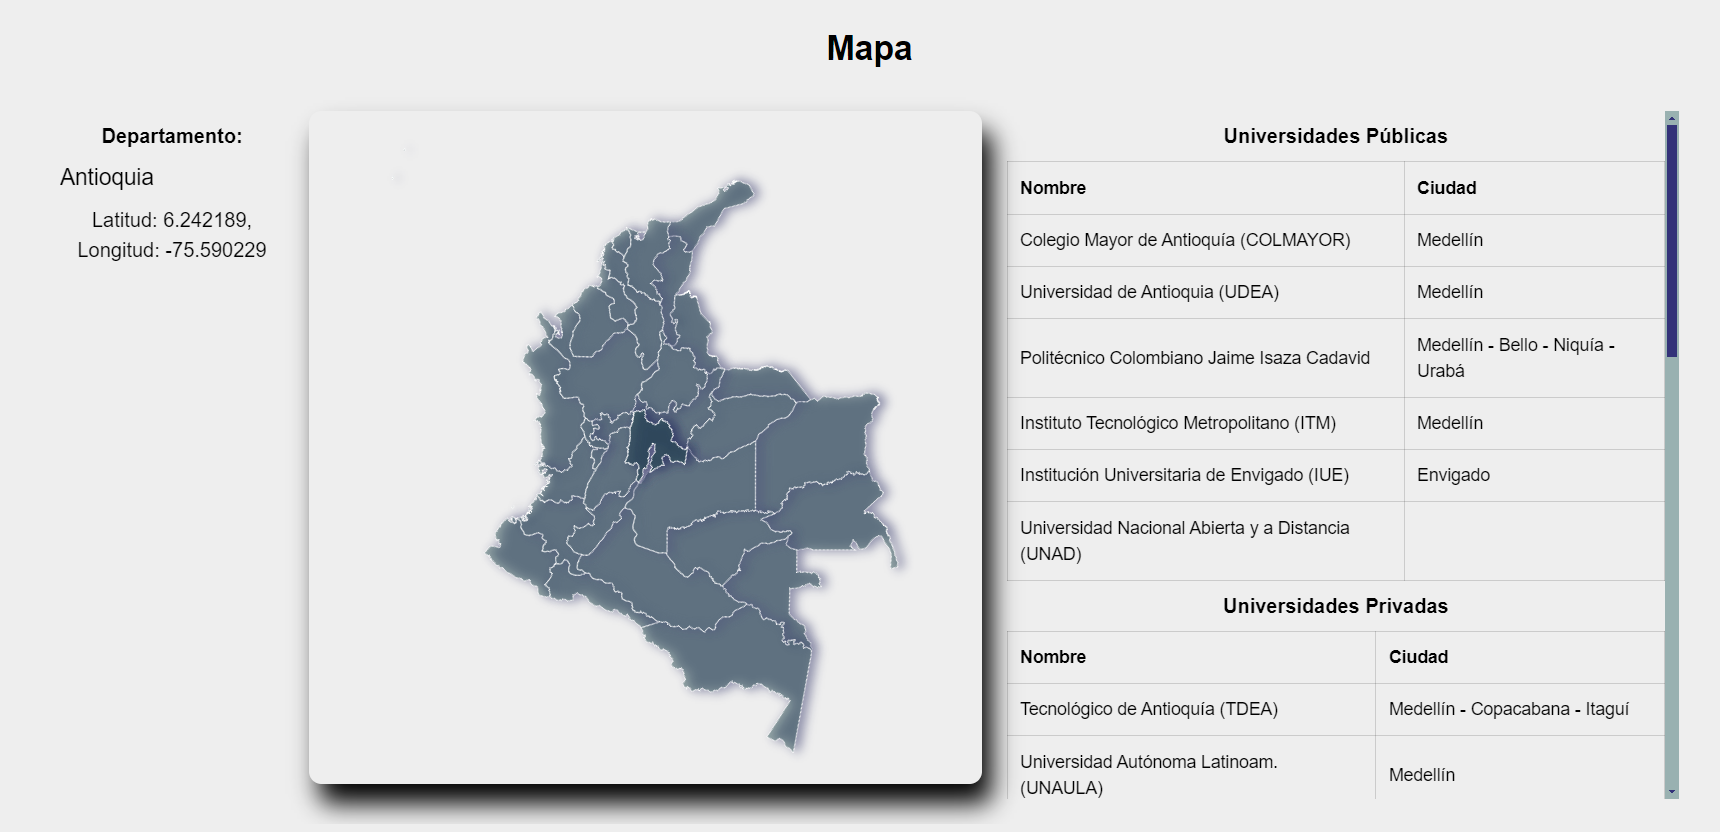 Mapa
Departamento:
Antioquia
Latitud: 6.242189,
Longitud: -75.590229
Universidades Públicas
Nombre Ciudad
Colegio Mayor de Antioquía (COLMAYOR) Medellín
Universidad de Antioquia (UDEA) Medellín
Politécnico Colombiano Jaime Isaza Cadavid Medellín - Bello - Niquía -
Urabá
Instituto Tecnológico Metropolitano (ITM) Medellín
Institución Universitaria de Envigado (IUE) Envigado
Universidad Nacional Abierta y a Distancia
(UNAD)
Universidades Privadas
Nombre Ciudad
Tecnológico de Antioquía (TDEA) Medellín - Copacabana - Itaguí
Universidad Autónoma Latinoam.
(UNAULA) Medellín